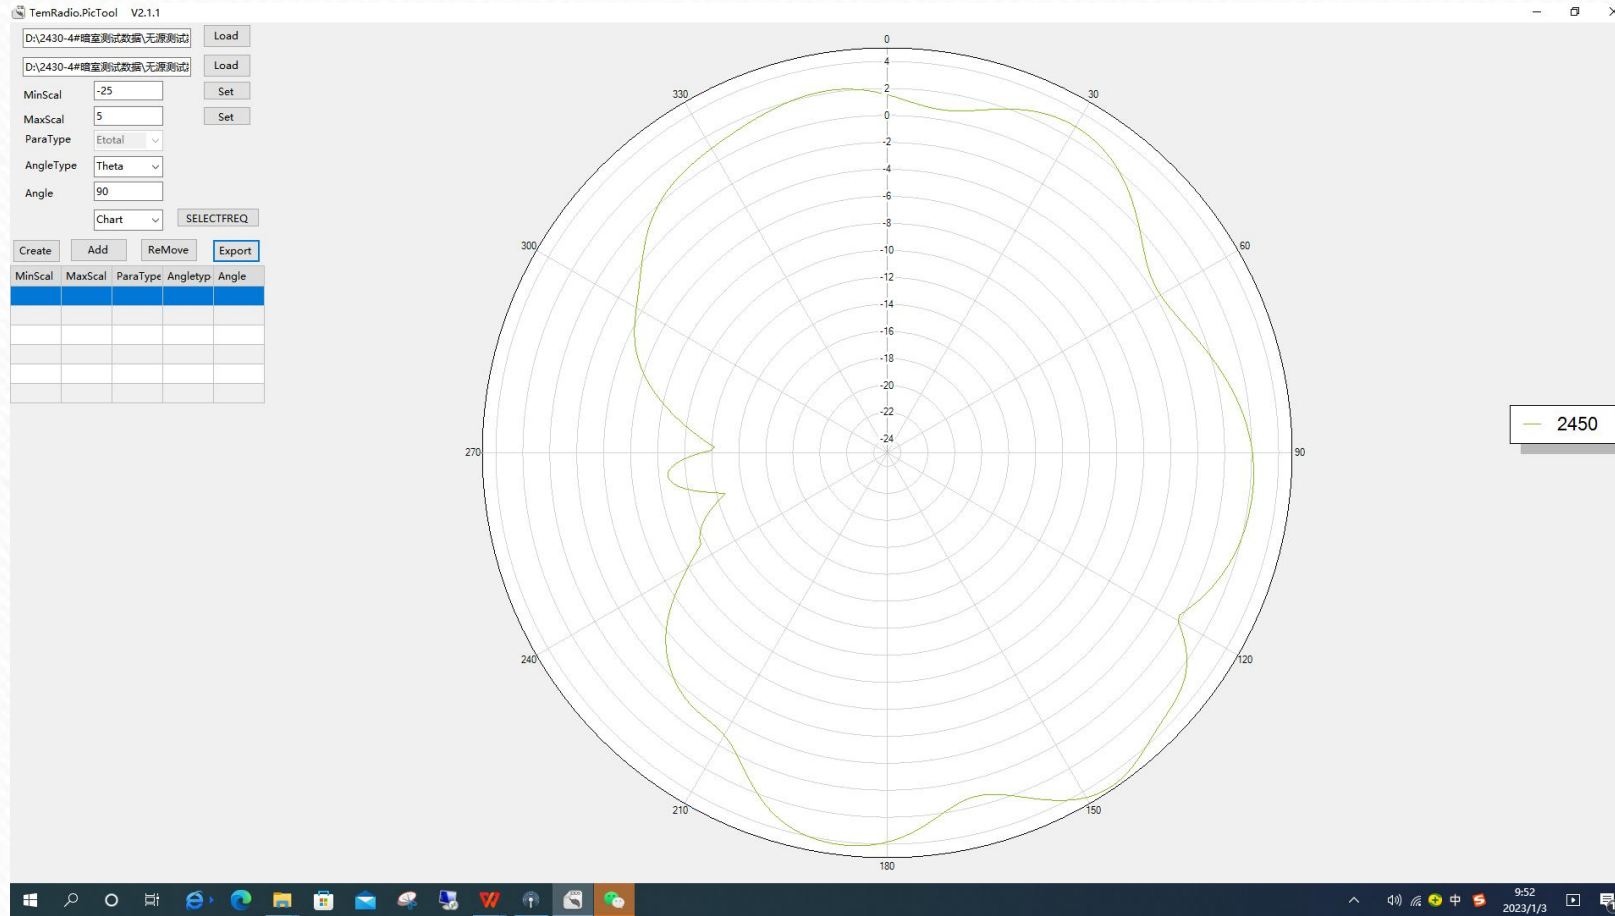 TemRadio.PicTool V2.1.1
D:\2430-4#暗室测试数据\无源测试 Load
D:\2430-4#暗室测试数据\无源测试 Load
MinScal -25 Set
MaxScal 5 Set
ParaType Etotal
AngleType Theta
Angle 90
Chart SELECTFREQ
Create Add ReMove Export
MinScal MaxScal ParaType Angletyp Angle
0
30
60
90
120
150
180
210
240
270
300
330
4
2
0
-2
-4
-6
-8
-10
-12
-14
-16
-18
-20
-22
-24
2450
中
9:52
2023/1/3